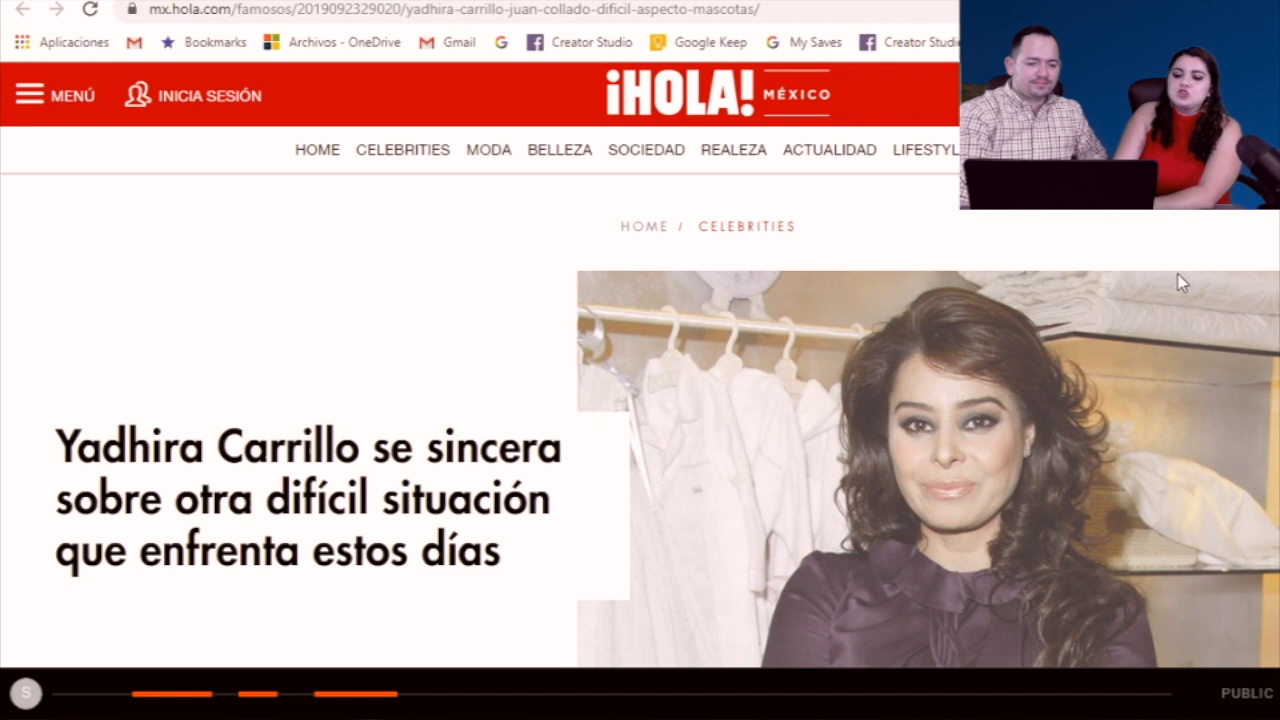 mx.hola.com/famosos/2019092329020/yadhira-carrillo-juan-collado-dificil-aspecto-mascotas/
Aplicaciones Bookmarks Archivos - OneDrive Gmail Creator Studio Google Keep My Saves Creator
MENÚ INICIA SESIÓN ¡HOLA! MÉXICO
HOME CELEBRITIES MODA BELLEZA SOCIEDAD REALEZA ACTUALIDAD LIFESTYL
HOME / CELEBRITIES
Yadhira Carrillo se sincera
sobre otra difícil situación
que enfrenta estos días
S PUBLIC